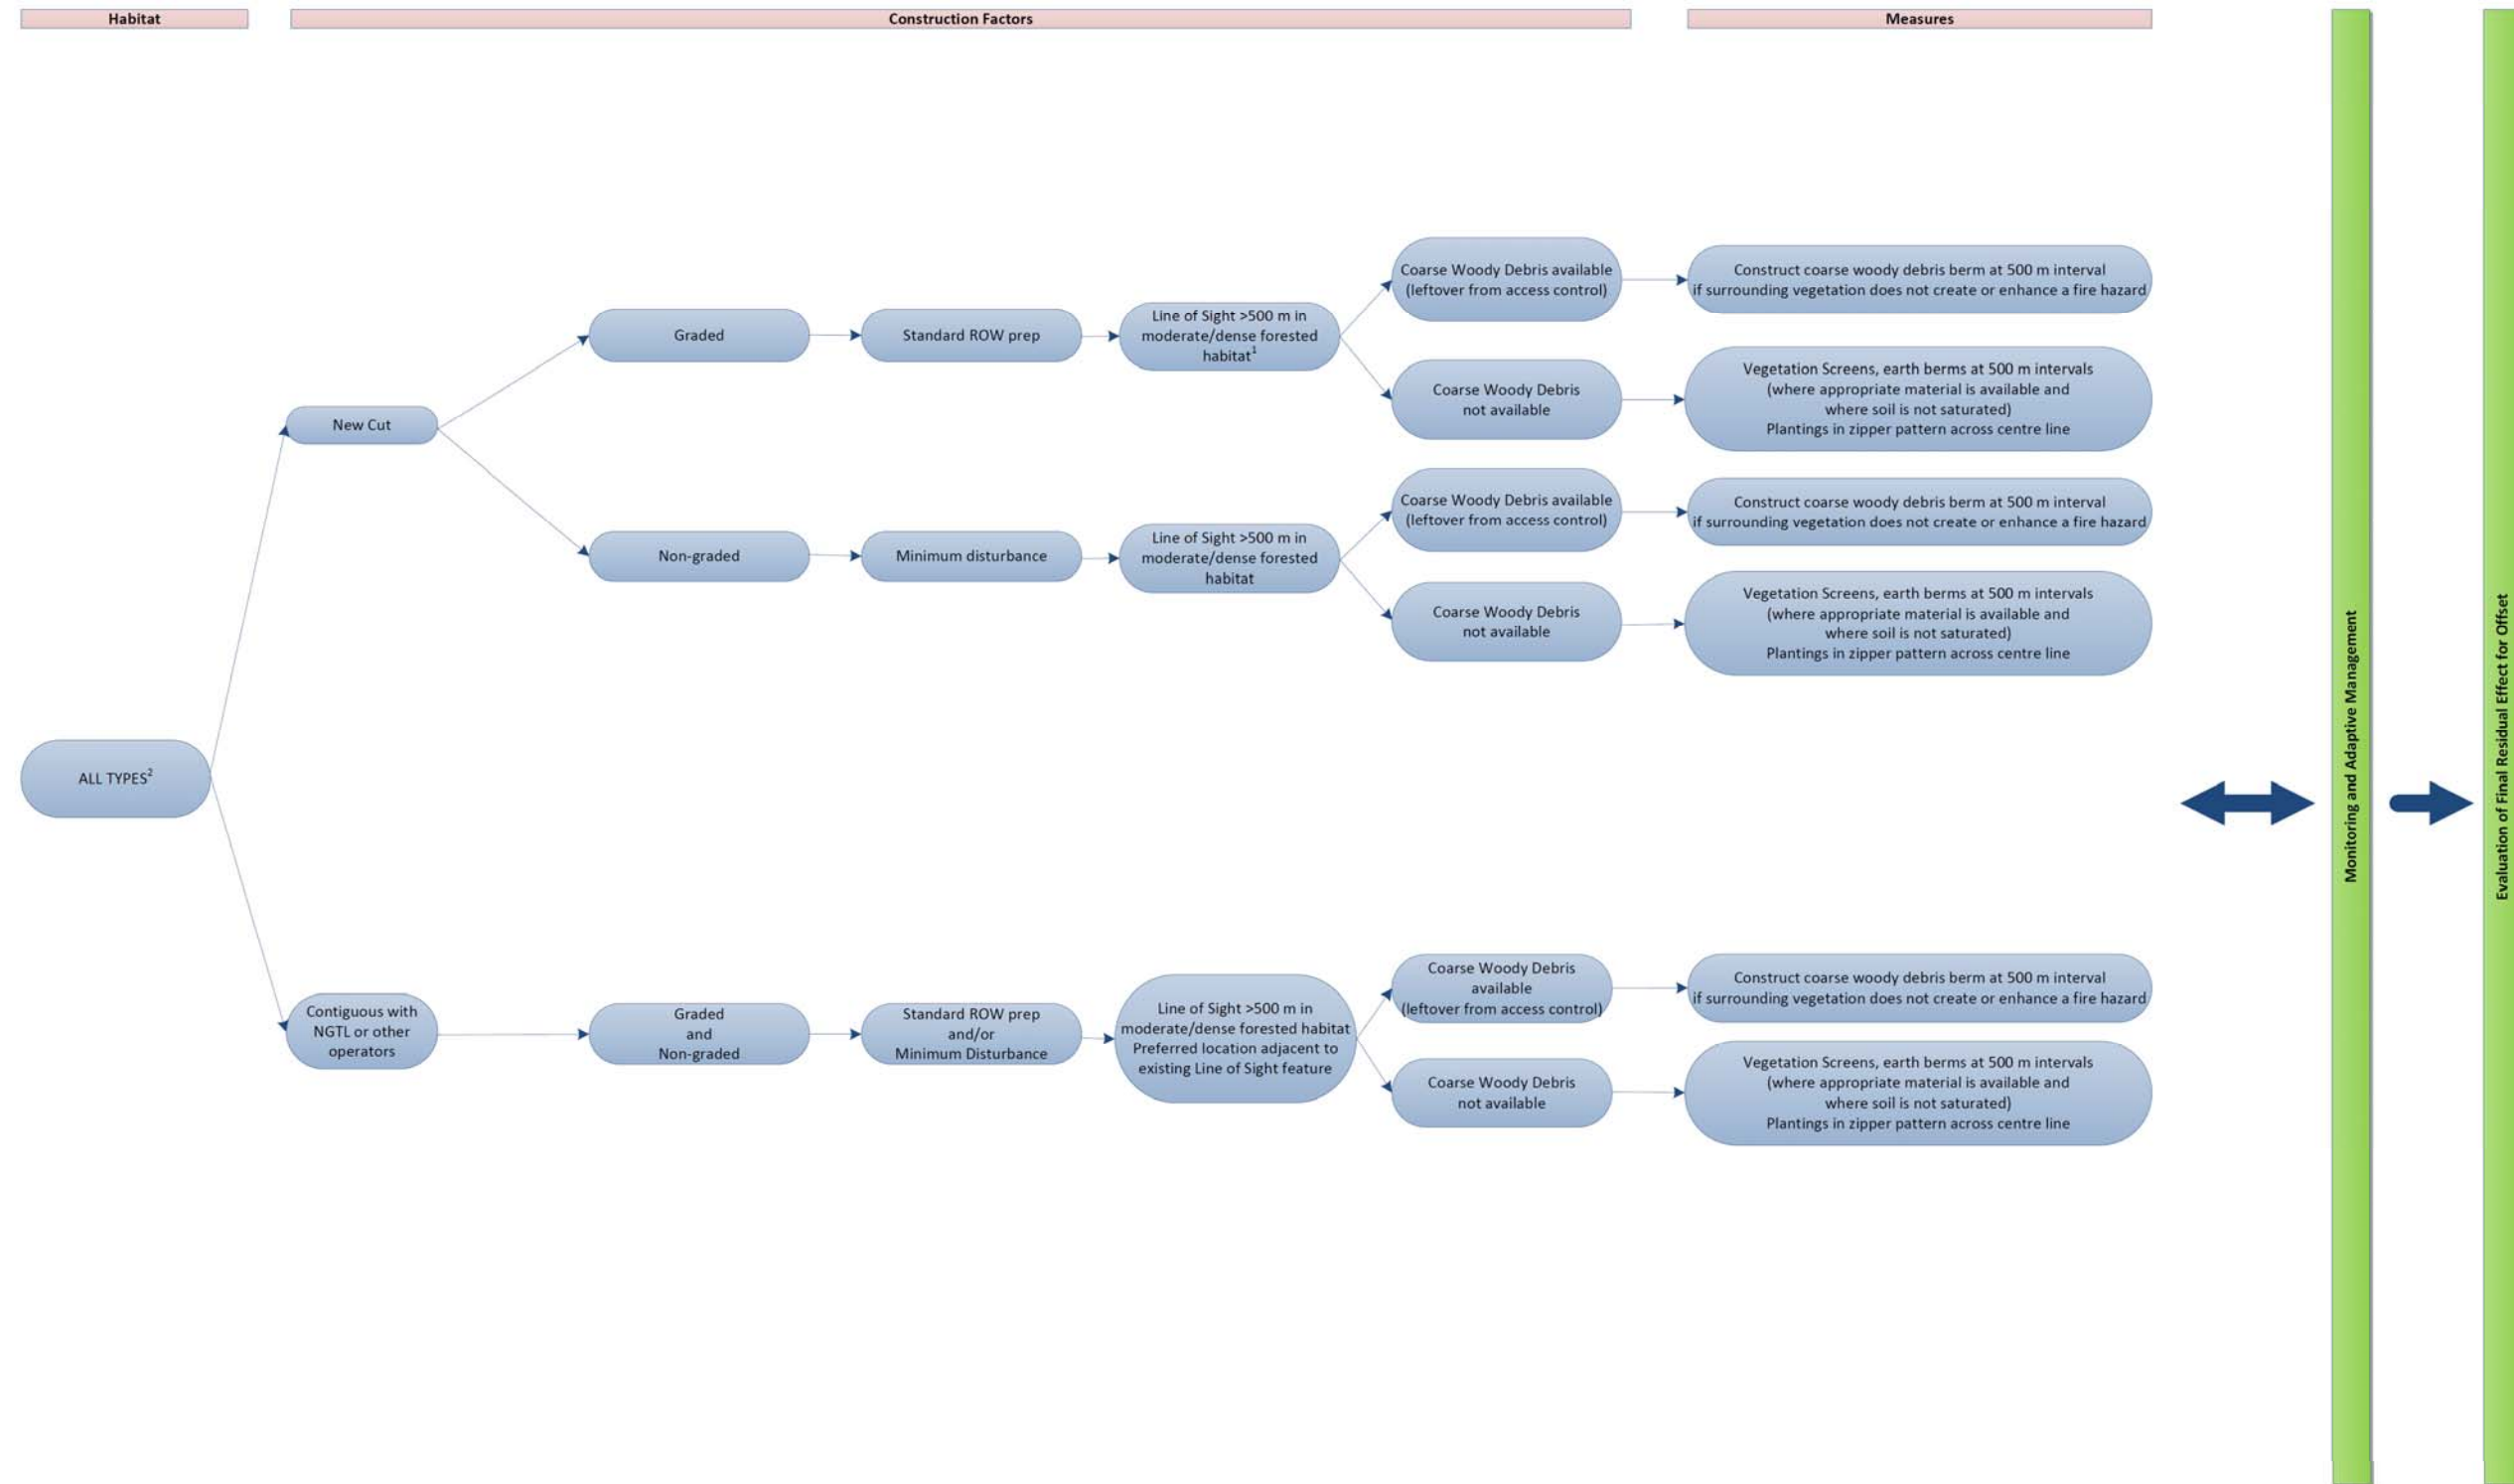 Habitat
Construction Factors
Measures
Coarse Woody Debris available
(leftover from access control)
Construct coarse woody debris berm at 500 m interval
if surrounding vegetation does not create or enhance a fire hazard
Graded
Standard ROW prep
Line of Sight >500 m in
moderate/dense forested
habitat¹
Coarse Woody Debris
not available
Vegetation Screens, earth berms at 500 m intervals
(where appropriate material is available and
where soil is not saturated)
Plantings in zipper pattern across centre line
New Cut
Coarse Woody Debris available
(leftover from access control)
Construct coarse woody debris berm at 500 m interval
if surrounding vegetation does not create or enhance a fire hazard
Non-graded
Minimum disturbance
Line of Sight >500 m in
moderate/dense forested
habitat
Coarse Woody Debris
not available
Vegetation Screens, earth berms at 500 m intervals
(where appropriate material is available and
where soil is not saturated)
Plantings in zipper pattern across centre line
ALL TYPES²
Contiguous with
NGTL or other
operators
Graded
and
Non-graded
Standard ROW prep
and/or
Minimum Disturbance
Line of Sight >500 m in
moderate/dense forested habitat
Preferred location adjacent to
existing Line of Sight feature
Coarse Woody Debris
available
(leftover from access control)
Construct coarse woody debris berm at 500 m interval
if surrounding vegetation does not create or enhance a fire hazard
Coarse Woody Debris
not available
Vegetation Screens, earth berms at 500 m intervals
(where appropriate material is available and
where soil is not saturated)
Plantings in zipper pattern across centre line
Monitoring and Adaptive Management
Evaluation of Final Residual Effect for Offset